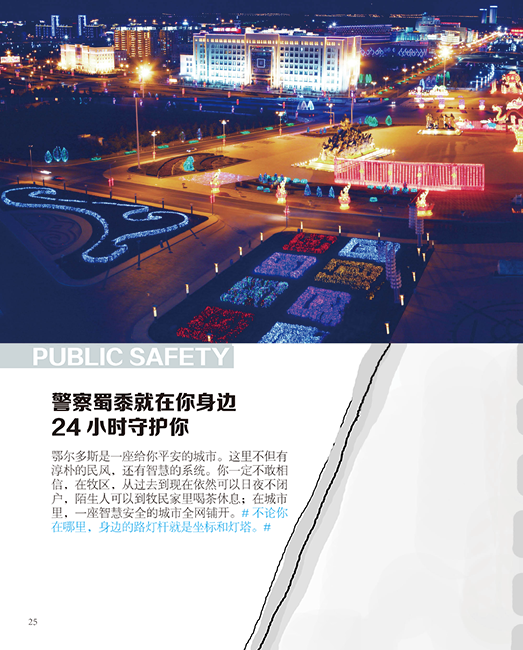 PUBLIC SAFETY
警察蜀黍就在你身边
24 小时守护你
鄂尔多斯是一座给你平安的城市。这里不但有
淳朴的民风，还有智慧的系统。你一定不敢相
信，在牧区，从过去到现在依然可以日夜不闭
户，陌生人可以到牧民家里喝茶休息；在城市
里，一座智慧安全的城市全网铺开。# 不论你
在哪里，身边的路灯杆就是坐标和灯塔。#
25